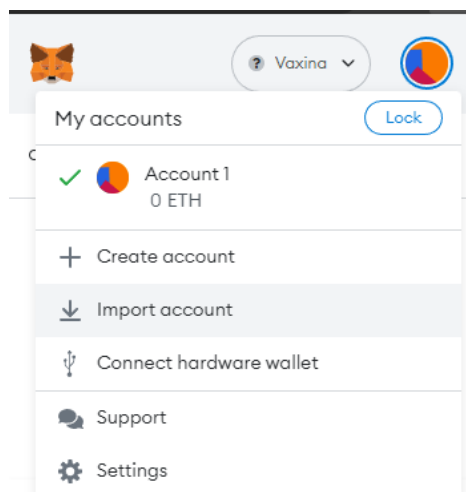 Vaxina
My accounts
Lock
Account 1
0 ETH
Create account
Import account
Connect hardware wallet
Support
Settings